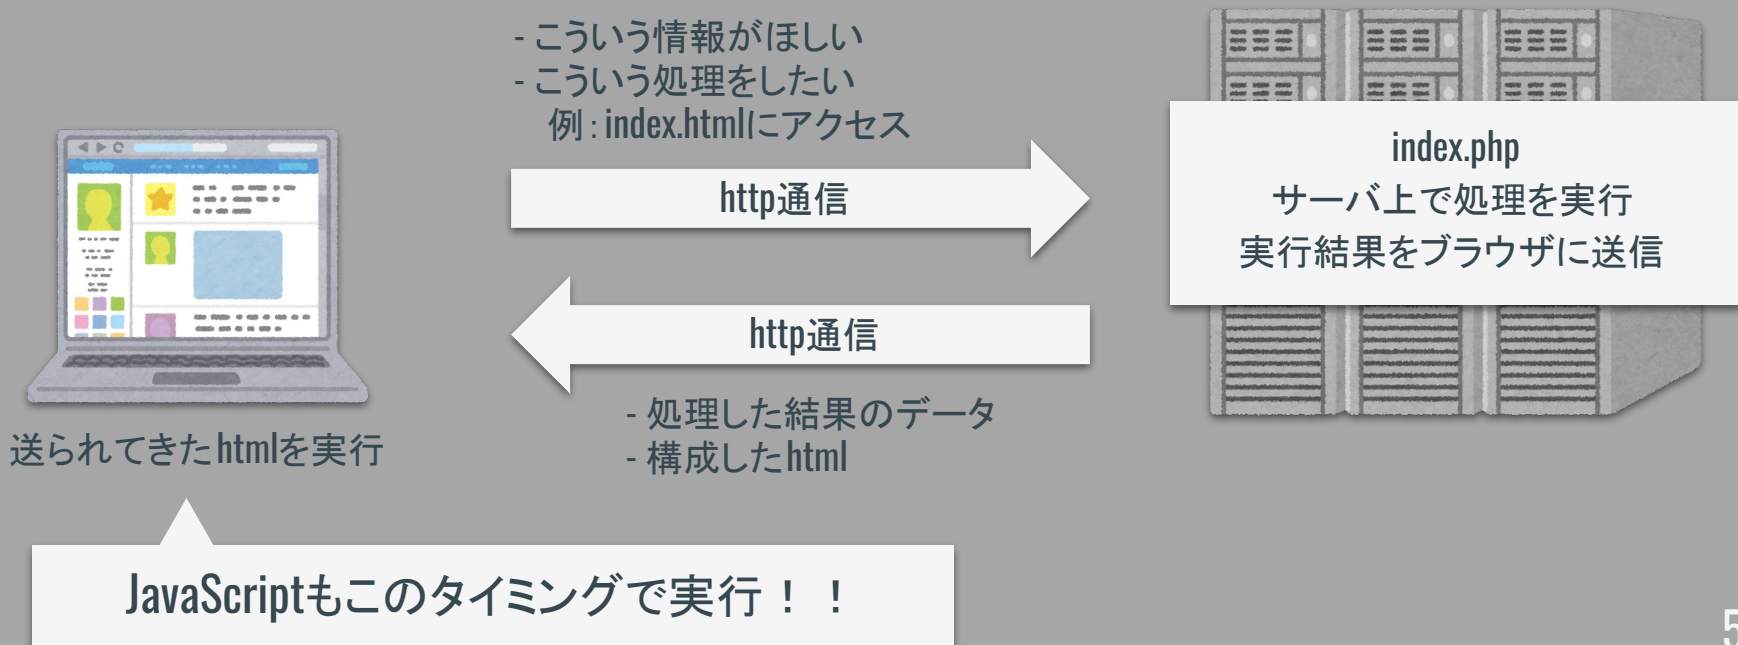 - こういう情報がほしい
- こういう処理をしたい
例：index.htmlにアクセス
http通信
index.php
サーバ上で処理を実行
実行結果をブラウザに送信
http通信
- 処理した結果のデータ
- 構成したhtml
送られてきたhtmlを実行
JavaScriptもこのタイミングで実行！！
5